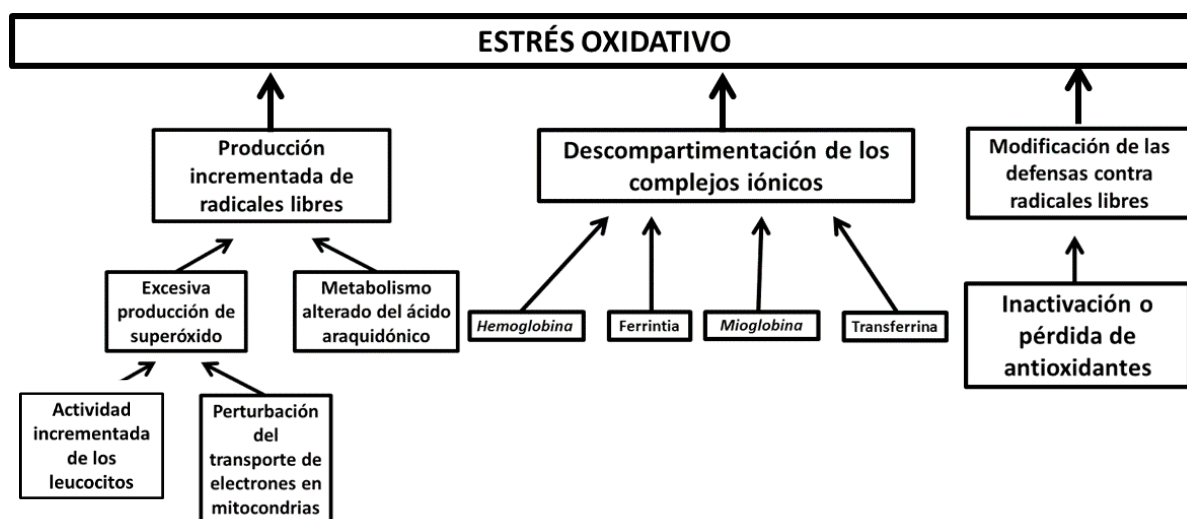 ESTRÉS OXIDATIVO
Producción
incrementada de
radicales libres
Descompartimentación de los
complejos iónicos
Modificación de las
defensas contra
radicales libres
Excesiva
producción de
superóxido
Metabolismo
alterado del ácido
araquidónico
Hemoglobina
Ferrintia
Mioglobina
Transferrina
Inactivación o
pérdida de
antioxidantes
Actividad
incrementada
de los
leucocitos
Perturbación
del
transporte de
electrones en
mitocondrias